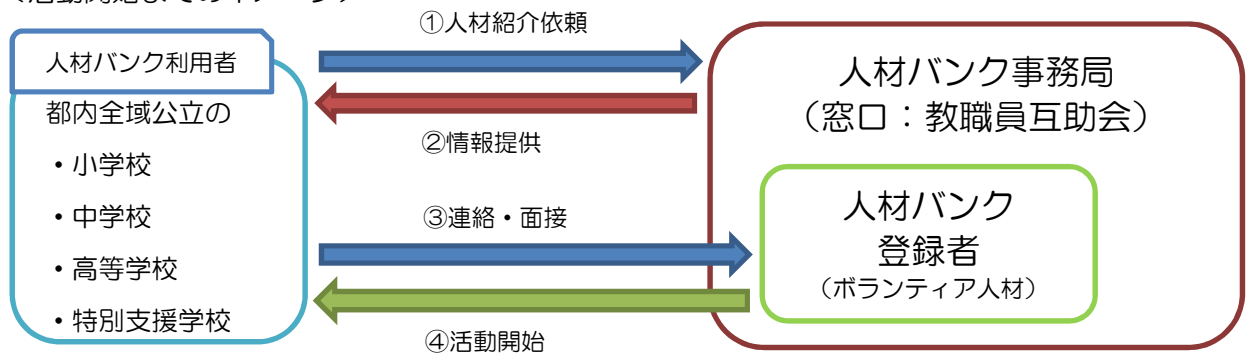 ①人材紹介依頼
人材バンク利用者
都内全域公立の
・小学校
・中学校
・高等学校
・特別支援学校
②情報提供
③連絡・面接
④活動開始
人材バンク事務局
（窓口：教職員互助会）
人材バンク
登録者
（ボランティア人材）